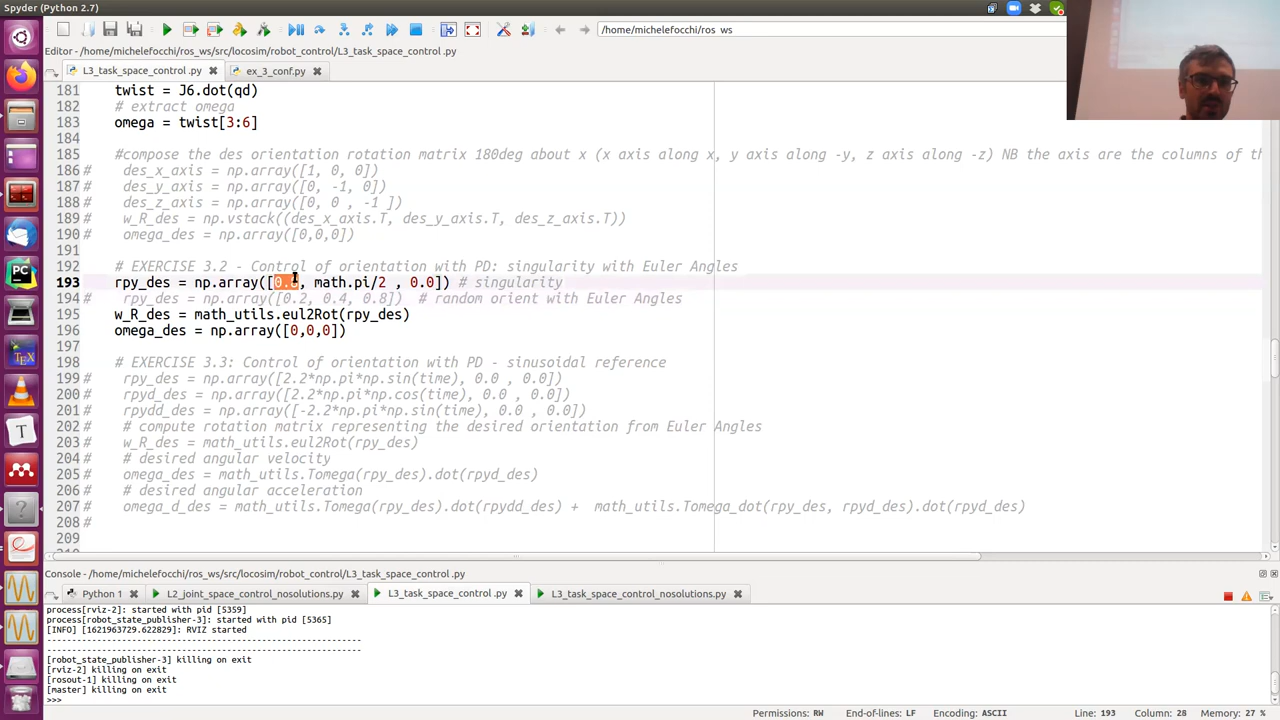 Spyder (Python 2.7)
/home/michelefocchi/ros_ws
Editor - /home/michelefocchi/ros_ws/src/locosim/robot_control/L3_task_space_control .py
L3_task_space_control .py
ex_3_conf.py
181 twist = J6.dot(qd)
182 # extract omega
183 omega = twist[3:6]
184
185 #compose the des orientation rotation matrix 180deg about x (x axis along x, y axis along -y, z axis along -z) NB the axis are the columns of
186 # des_x_axis = np.array([1, 0, 0])
187 # des_y_axis = np.array([0, -1, 0])
188 # des_z_axis = np.array([0, 0 , -1 ])
189 # w_R_des = np.vstack((des_x_axis.T, des_y_axis.T, des_z_axis.T))
190 # omega_des = np.array([0,0,0])
191
192 # EXERCISE 3.2 - Control of orientation with PD: singularity with Euler Angles
193 rpy_des = np.array([0.0, math.pi/2 , 0.0]) # singularity
194 # rpy_des = np.array([0.2, 0.4, 0.8]) # random orient with Euler Angles
195 w_R_des = math_utils.eul2Rot(rpy_des)
196 omega_des = np.array([0,0,0])
197
198 # EXERCISE 3.3: Control of orientation with PD - sinusoidal reference
199 # rpy_des = np.array([2.2*np.pi*np.sin(time), 0.0 , 0.0])
200 # rpyd_des = np.array([2.2*np.pi*np.cos(time), 0.0 , 0.0])
201 # rpydd_des = np.array([-2.2*np.pi*np.sin(time), 0.0 , 0.0])
202 # # compute rotation matrix representing the desired orientation from Euler Angles
203 # w_R_des = math_utils.eul2Rot(rpy_des)
204 # # desired angular velocity
205 # omega_des = math_utils.Tomega(rpy_des).dot(rpyd_des)
206 # # desired angular acceleration
207 # omega_d_des = math_utils.Tomega(rpy_des).dot(rpydd_des) + math_utils.Tomega_dot(rpy_des, rpyd_des).dot(rpyd_des)
208 #
209
Console - /home/michelefocchi/ros_ws/src/locosim/robot_control/L3_task_space_control .py
Python 1
L2_joint_space_control_nosolutions.py
L3_task_space_control .py
L3_task_space_control_nosolutions.py
process[rviz-2]: started with pid [5359]
process[robot_state_publisher-3]: started with pid [5365]
[INFO] [1621963729.622829]: RVIZ started
----------------------------------------------------------------
----------------------------------------------------------------
[robot_state_publisher-3] killing on exit
[rviz-2] killing on exit
[rosout-1] killing on exit
[master] killing on exit
>>>
Permissions: RW End-of-lines: LF Encoding: ASCII Line: 193 Column: 28 Memory: 27 %